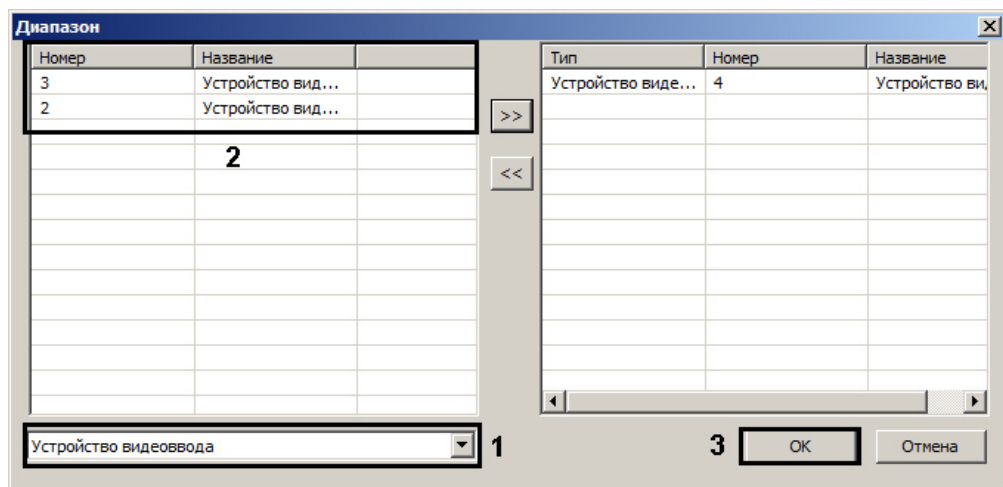 Диапазон
Номер Название Тип Номер Название
3 Устройство вид... Устройство виде... 4 Устройство ви
2 Устройство вид...
>>
2
<<
Устройство видеоввода 1 3 OK Отмена